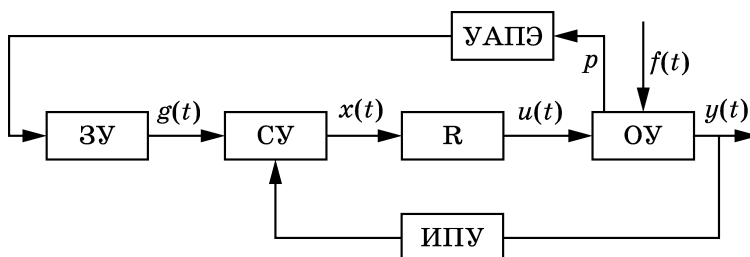 УАПЭ
p
f(t)
ЗУ
g(t)
СУ
x(t)
R
u(t)
ОУ
y(t)
ИПУ